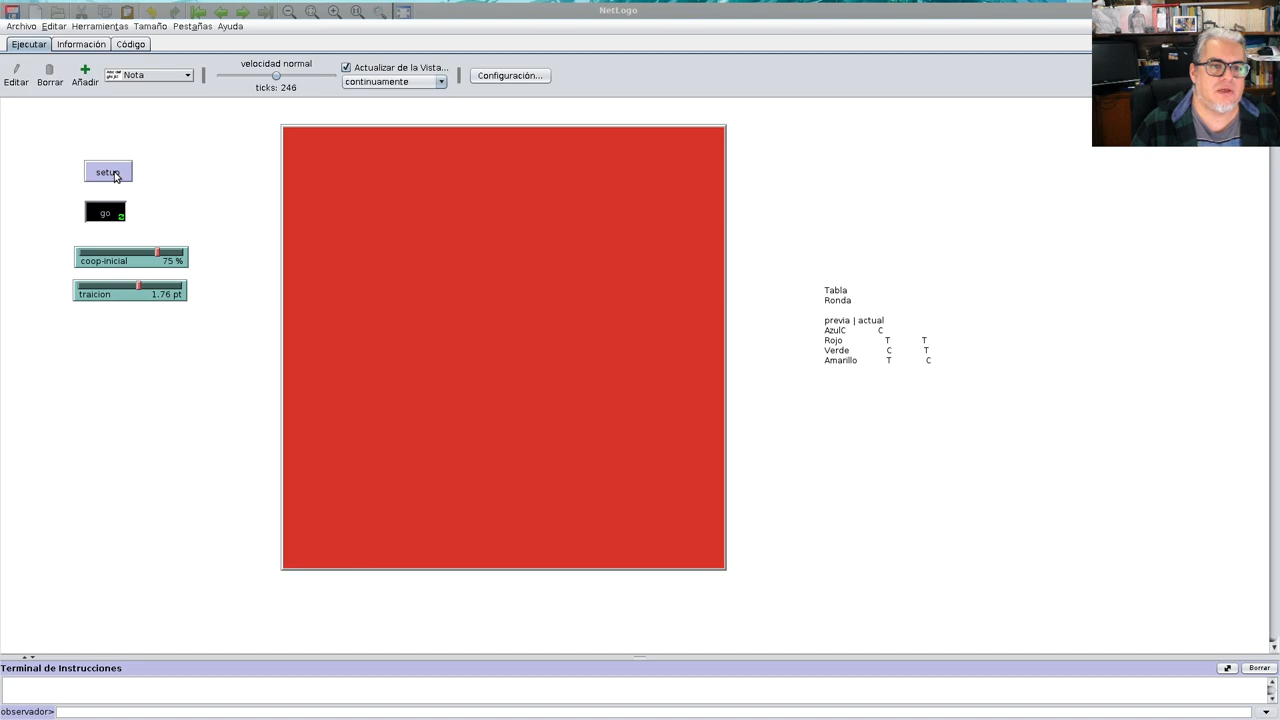 NetLogo
Archivo Editar Herramientas Tamaño Pestañas Ayuda
Ejecutar Información Código
velocidad normal
Actualizar de la Vista...
Editar Borrar Añadir Nota
continuamente
Configuración...
ticks: 246
setup
go
coop-inicial 75 %
traicion 1.76 pt
Tabla
Ronda
previa | actual
AzulC C
Rojo T T
Verde C T
Amarillo T C
Terminal de Instrucciones
Borrar
observador>